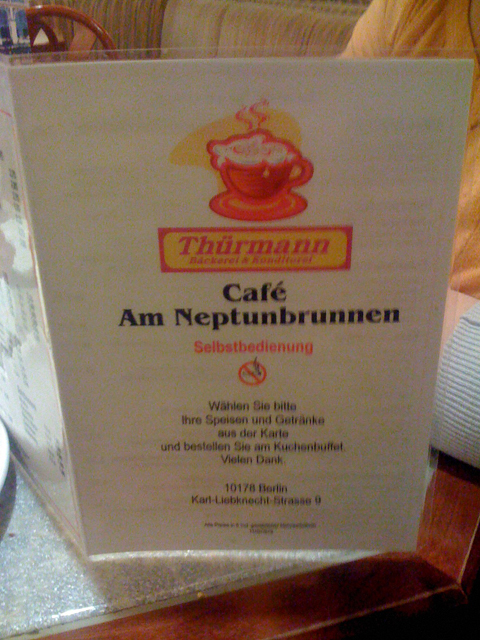 Thürmann
Bäckerei & Konditorei
Café
Am Neptunbrunnen
Selbstbedienung
Wählen Sie bitte
Ihre Speisen und Getränke
aus der Karte
und bestellen Sie am Kuchenbuffet.
Vielen Dank.
10178 Berlin
Karl-Liebknecht-Strasse 9